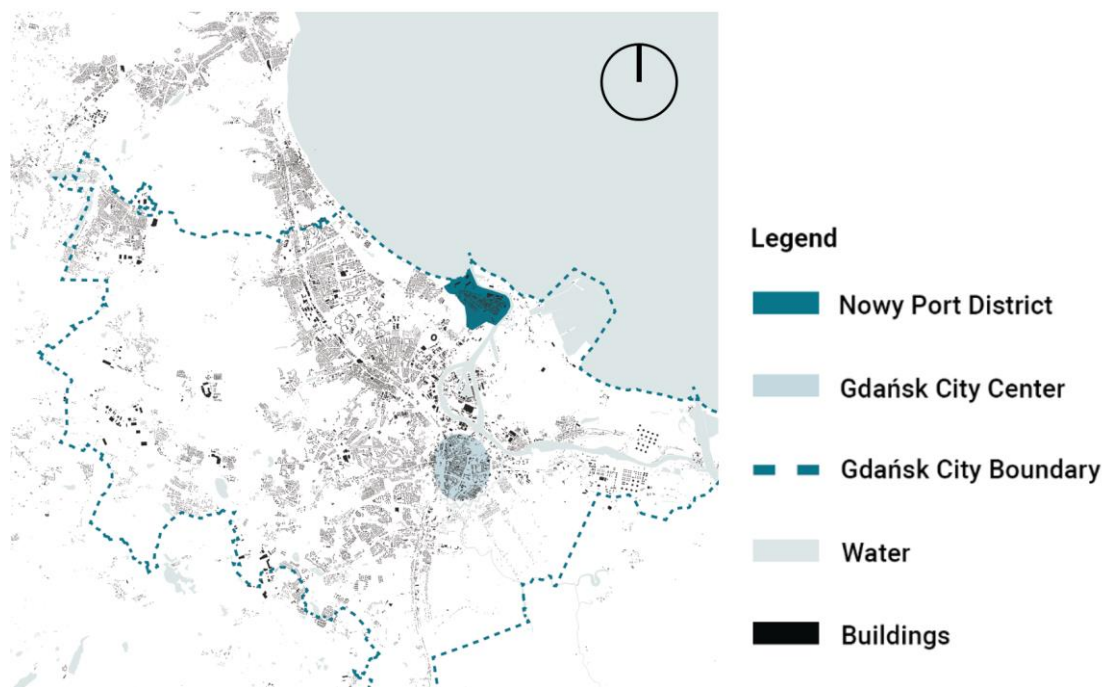 Legend
Nowy Port District
Gdańsk City Center
Gdańsk City Boundary
Water
Buildings